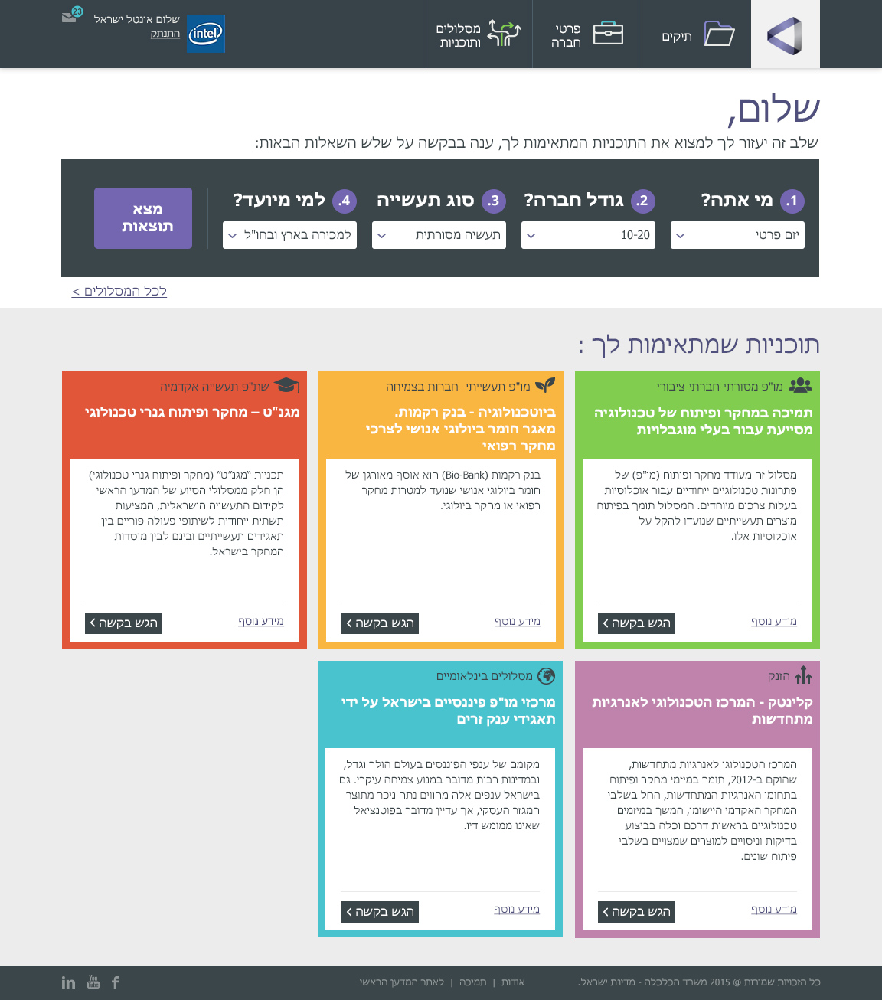 תיקים
פרטי
חברה
מסלולים
ותוכניות
intel
שלום אינטל ישראל
התנתק
23
שלום,
שלב זה יעזור לך למצוא את התוכניות המתאימות לך, ענה בבקשה על שלש השאלות הבאות:
1. מי אתה?
יזם פרטי
2. גודל חברה?
10-20
3. סוג תעשייה
תעשיה מסורתית
4. למי מיועד?
למכירה בארץ ובחו"ל
מצא
תוצאות
לכל המסלולים >
תוכניות שמתאימות לך :
מו"פ מסורתי-חברתי-ציבורי
תמיכה במחקר ופיתוח של טכנולוגיה
מסייעת עבור בעלי מוגבלויות
מסלול זה מעודד מחקר ופיתוח (מו"פ) של
פתרונות טכנולוגיים ייחודיים עבור אוכלוסיות
בעלות צרכים מיוחדים. המסלול תומך בפיתוח
מוצרים תעשייתיים שנועדו להקל על
אוכלוסיות אלו.
מידע נוסף
הגש בקשה
מו"פ תעשייתי- חברות בצמיחה
ביוטכנולוגיה - בנק רקמות.
מאגר חומר ביולוגי אנושי לצרכי
מחקר רפואי
בנק רקמות (Bio-Bank) הוא אוסף מאורגן של
חומר ביולוגי אנושי שנועד למטרות מחקר
רפואי או מחקר ביולוגי.
מידע נוסף
הגש בקשה
שת"פ תעשייה אקדמיה
מגנ"ט – מחקר ופיתוח גנרי טכנולוגי
תכנית “מגנ”ט” (מחקר ופיתוח גנרי טכנולוגי)
הן חלק ממסלולי הסיוע של המדען הראשי
לקידום התעשייה הישראלית, המציעות
תשתית ייחודית לשיתופי פעולה פוריים בין
תאגידים תעשייתיים ובינם לבין מוסדות
המחקר בישראל.
מידע נוסף
הגש בקשה
הזנק
קלינטק - המרכז הטכנולוגי לאנרגיות
מתחדשות
המרכז הטכנולוגי לאנרגיות מתחדשות,
שהוקם ב-2012, תומך במיזמי מחקר ופיתוח
בתחומי האנרגיות המתחדשות, החל בשלבי
המחקר האקדמי היישומי, המשך במיזמים
טכנולוגיים בראשית דרכם וכלה בביצוע
בדיקות וניסויים למוצרים שמצויים בשלבי
פיתוח שונים.
מידע נוסף
הגש בקשה
מסלולים בינלאומיים
מרכזי מו"פ פיננסיים בישראל על ידי
תאגידי ענק זרים
מקומם של ענפי הפיננסים בעולם הולך וגדל,
ובמדינות רבות מדובר במנוע צמיחה עיקרי. גם
בישראל ענפים אלה מהווים נתח ניכר מתוצר
המגזר העסקי, אך עדיין מדובר בפוטנציאל
שאינו ממומש דיו.
מידע נוסף
הגש בקשה
כל הזכויות שמורות @ 2015 משרד הכלכלה - מדינת ישראל.
אודות | תמיכה | לאתר המדען הראשי
f
You Tube
in